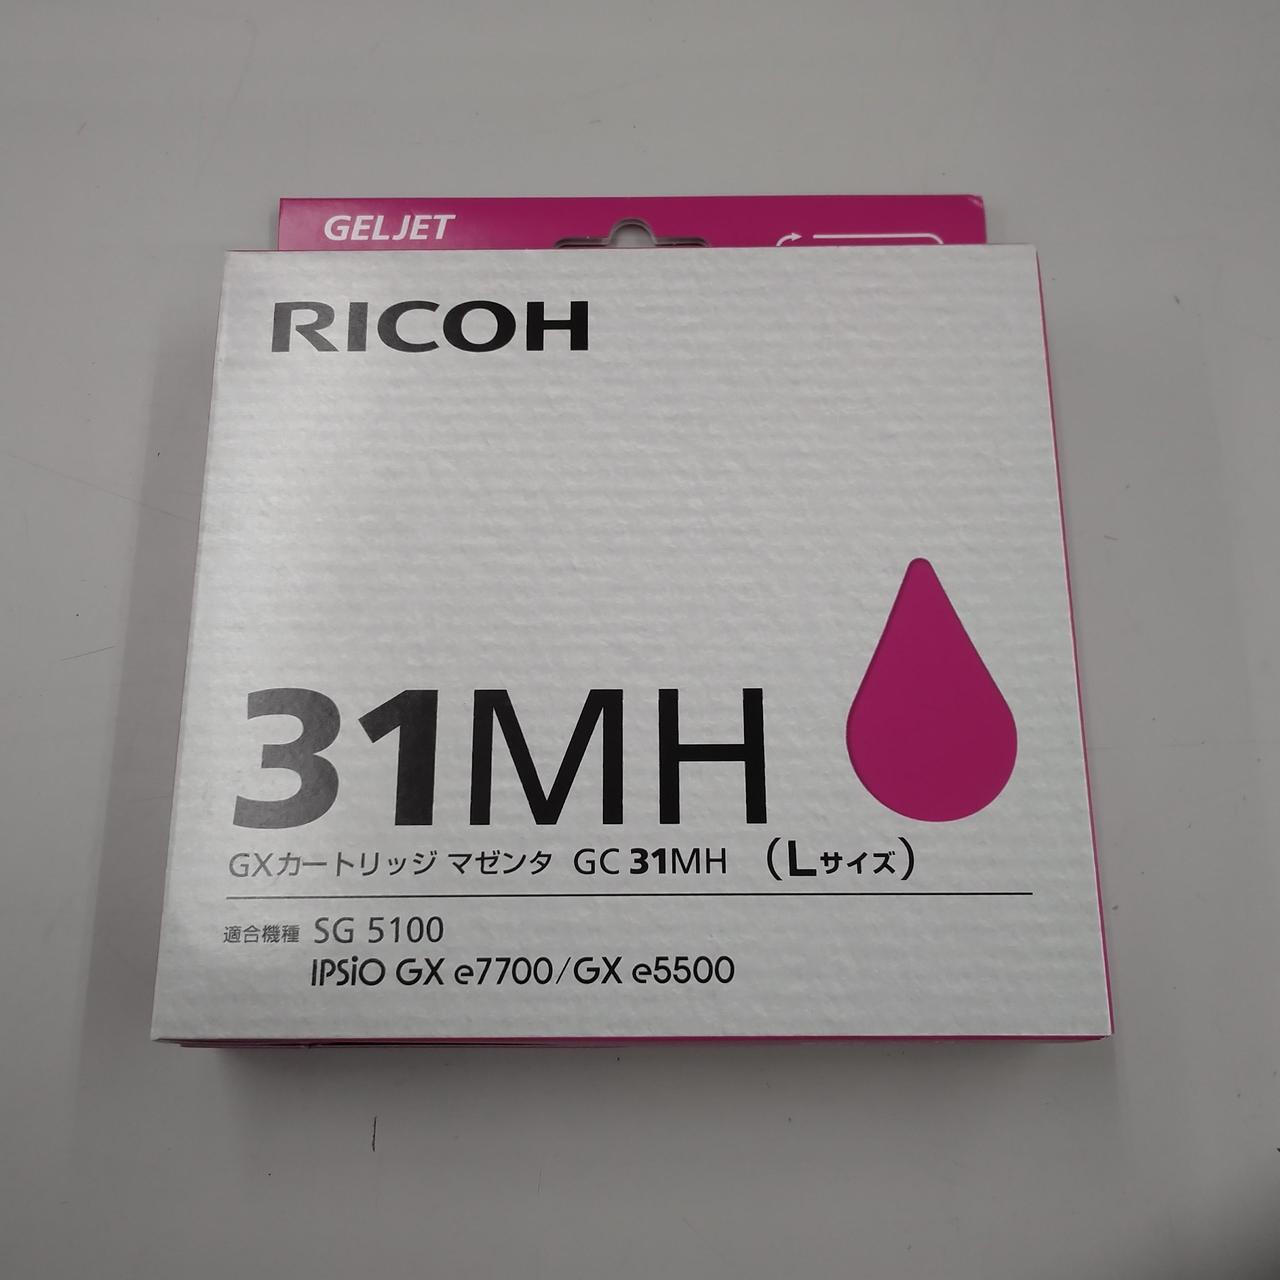 GELJET
RICOH
31MH
GXカートリッジ マゼンタ GC 31MH (Lサイズ)
適合機種 SG 5100
IPSiO GX e7700/GX e5500